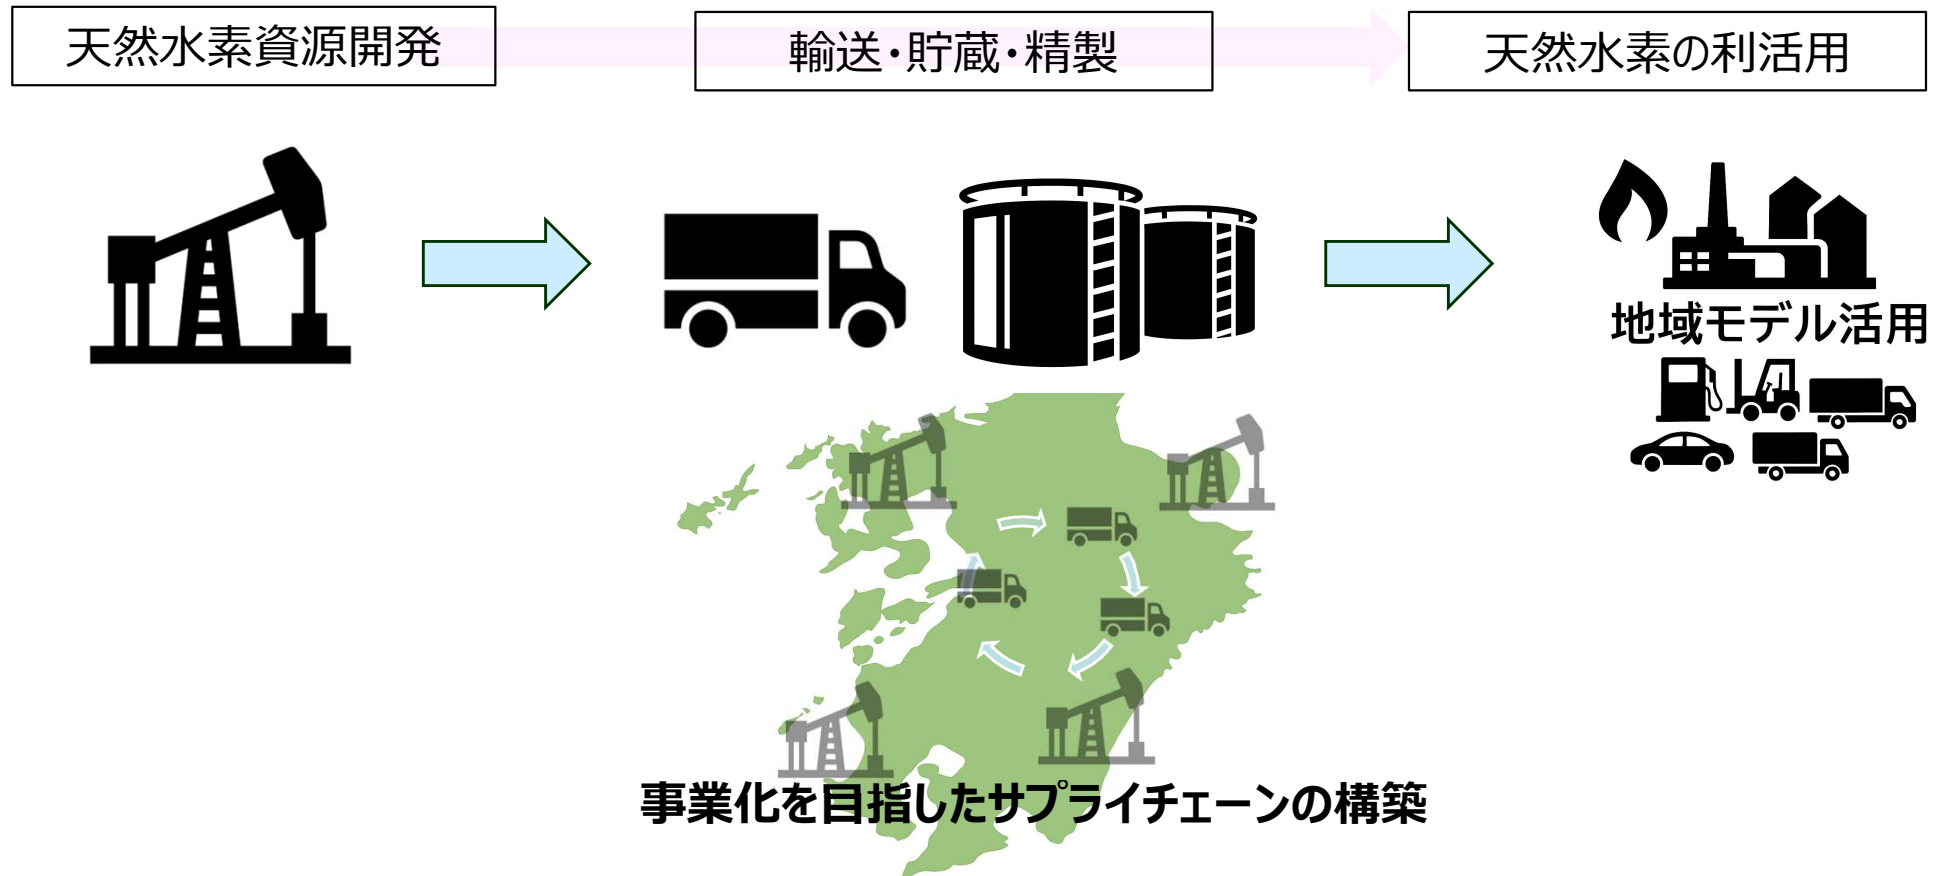 天然水素資源開発
輸送・貯蔵・精製
天然水素の利活用
地域モデル活用
事業化を目指したサプライチェーンの構築